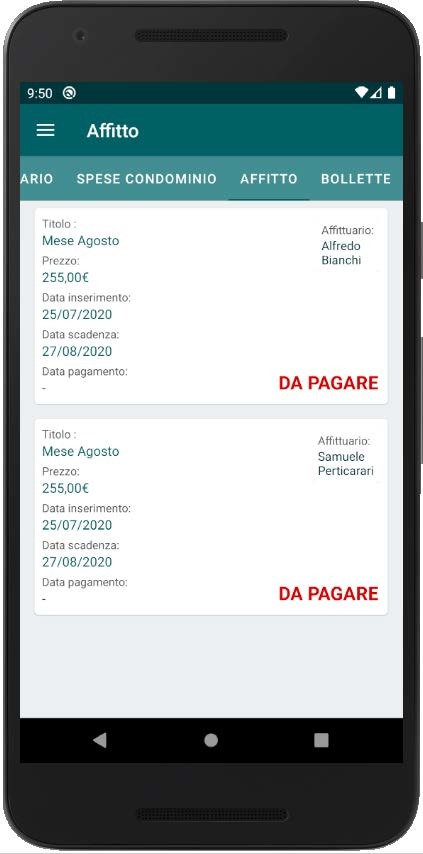 9:50
Affitto
ARIO SPESE CONDOMINIO AFFITTO BOLLETTE
Titolo :
Mese Agosto
Prezzo:
255,00€
Data inserimento:
25/07/2020
Data scadenza:
27/08/2020
Data pagamento:
-
Affittuario:
Alfredo
Bianchi
DA PAGARE
Titolo :
Mese Agosto
Prezzo:
255,00€
Data inserimento:
25/07/2020
Data scadenza:
27/08/2020
Data pagamento:
-
Affittuario:
Samuele
Perticarari
DA PAGARE